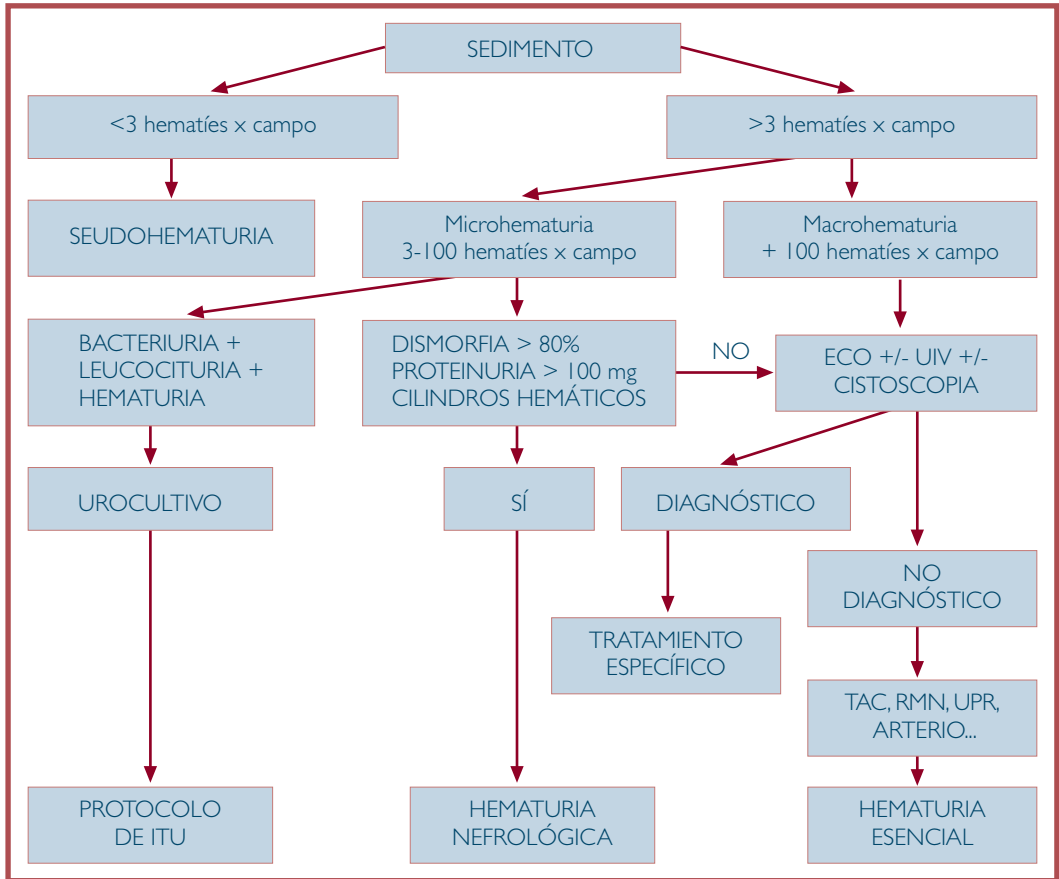 SEDIMENTO
<3 hematíes x campo
>3 hematíes x campo
SEUDOHEMATURIA
Microhematuria
3-100 hematíes x campo
Macrohematuria
+ 100 hematíes x campo
BACTERIURIA +
LEUCOCITURIA +
HEMATURIA
DISMORFIA > 80%
PROTEINURIA > 100 mg
CILINDROS HEMÁTICOS
NO
ECO +/- UIV +/-
CISTOSCOPIA
UROCULTIVO
SÍ
DIAGNÓSTICO
NO
DIAGNÓSTICO
TRATAMIENTO
ESPECÍFICO
TAC, RMN, UPR,
ARTERIO...
PROTOCOLO
DE ITU
HEMATURIA
NEFROLÓGICA
HEMATURIA
ESENCIAL